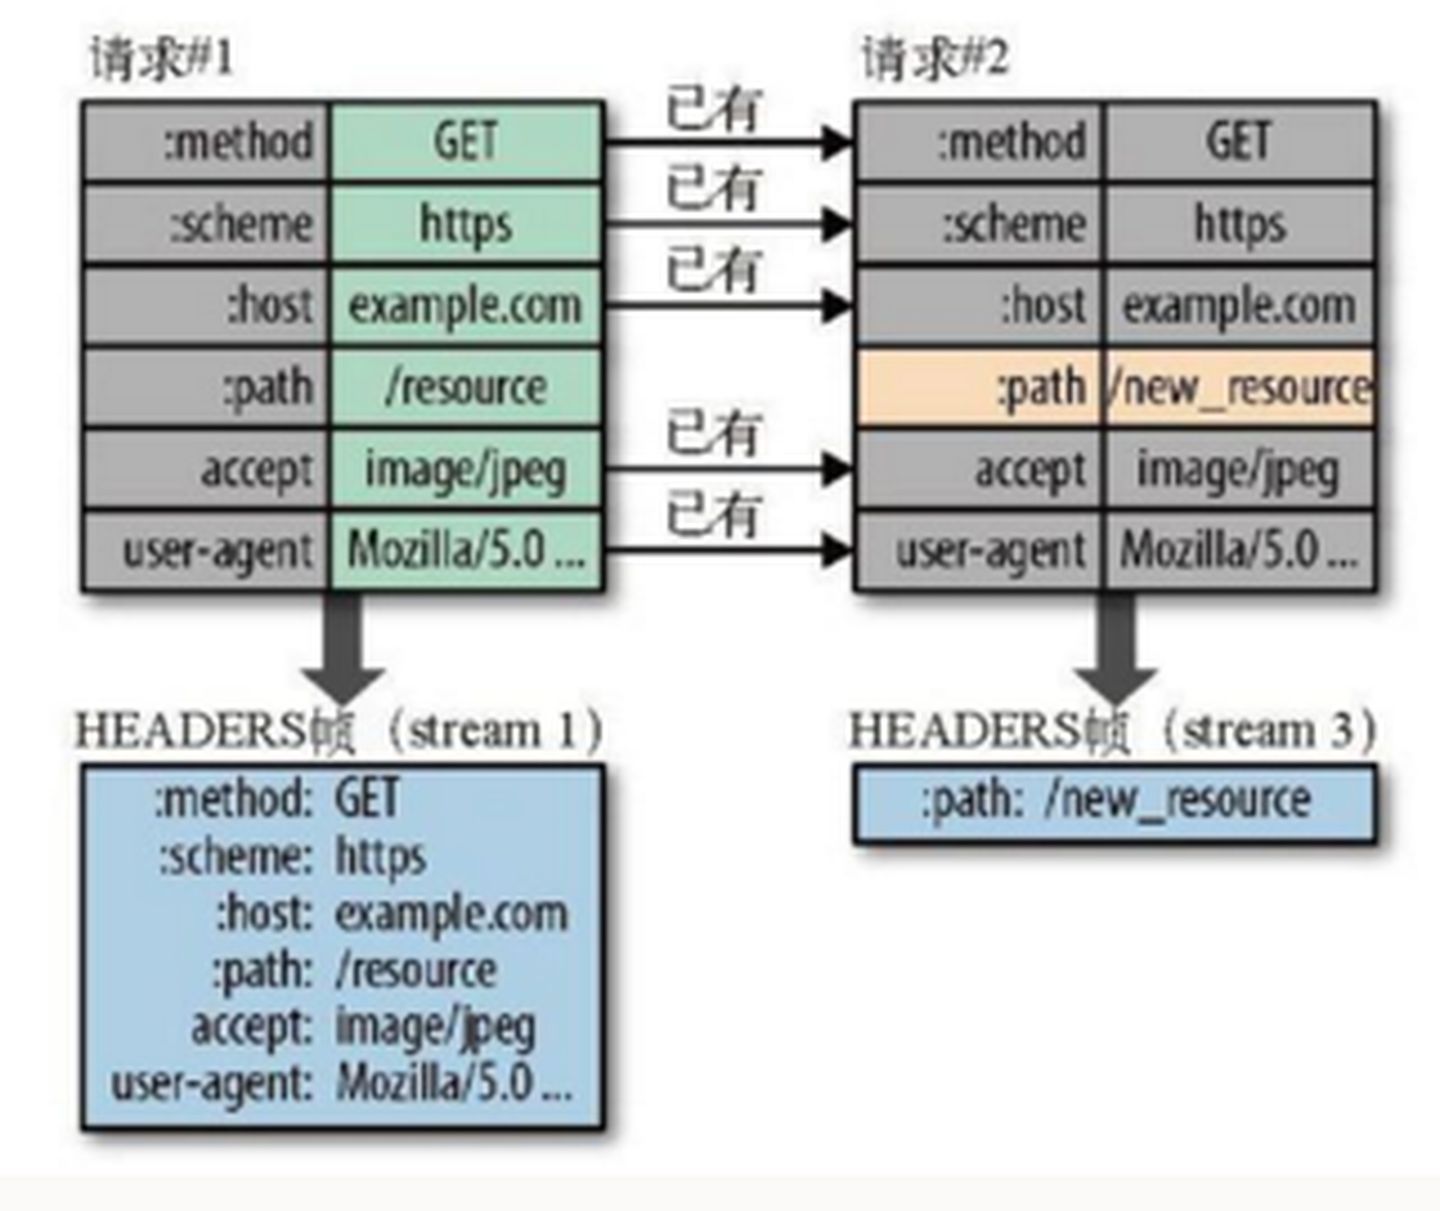 请求#1
:method GET
:scheme https
:host example.com
:path /resource
accept image/jpeg
user-agent Mozilla/5.0 ...
已有
已有
已有
已有
已有
请求#2
:method GET
:scheme https
:host example.com
:path /new_resource
accept image/jpeg
user-agent Mozilla/5.0 ...
HEADERS帧（stream 1）
:method: GET
:scheme: https
:host: example.com
:path: /resource
accept: image/jpeg
user-agent: Mozilla/5.0 ...
HEADERS帧（stream 3）
:path: /new_resource